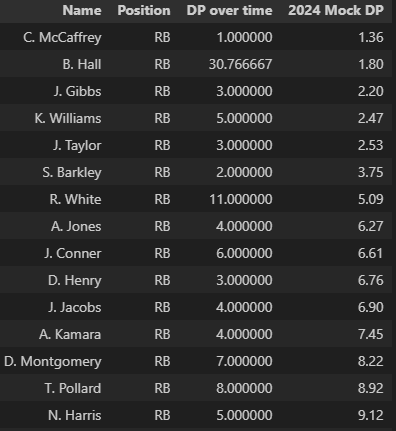 Name Position DP over time 2024 Mock DP
C. McCaffrey RB 1.000000 1.36
B. Hall RB 30.766667 1.80
J. Gibbs RB 3.000000 2.20
K. Williams RB 5.000000 2.47
J. Taylor RB 3.000000 2.53
S. Barkley RB 2.000000 3.75
R. White RB 11.000000 5.09
A. Jones RB 4.000000 6.27
J. Conner RB 6.000000 6.61
D. Henry RB 3.000000 6.76
J. Jacobs RB 4.000000 6.90
A. Kamara RB 4.000000 7.45
D. Montgomery RB 7.000000 8.22
T. Pollard RB 8.000000 8.92
N. Harris RB 5.000000 9.12